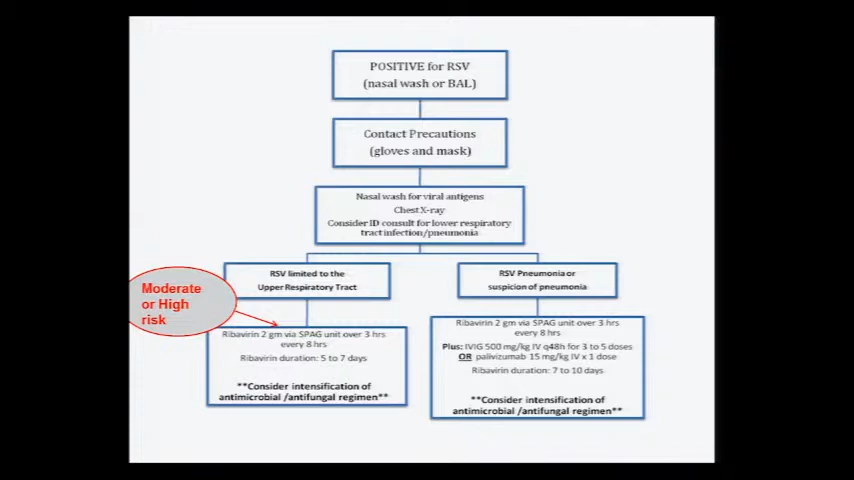 POSITIVE for RSV
(nasal wash or BAL)
Contact Precautions
(gloves and mask)
Nasal wash for viral antigens
Chest X-ray
Consider ID consult for lower respiratory
tract infection/pneumonia
RSV limited to the
Upper Respiratory Tract
RSV Pneumonia or
suspicion of pneumonia
Moderate
or High
risk
Ribavirin 2 gm via SPAG unit over 3 hrs
every 8 hrs
Ribavirin duration: 5 to 7 days
**Consider intensification of
antimicrobial /antifungal regimen**
Ribavirin 2 gm via SPAG unit over 3 hrs
every 8 hrs
Plus: IVIG 500 mg/kg IV q48h for 3 to 5 doses
OR palivizumab 15 mg/kg IV x 1 dose
Ribavirin duration: 7 to 10 days
**Consider intensification of
antimicrobial /antifungal regimen**